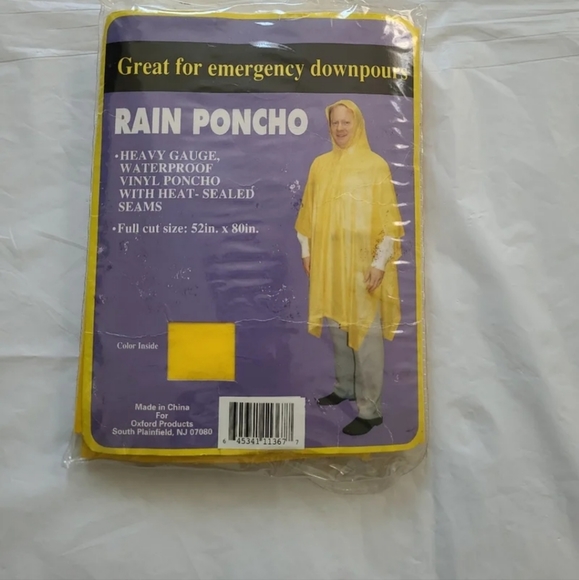 Great for emergency downpours
RAIN PONCHO
•HEAVY GAUGE,
WATERPROOF
VINYL PONCHO
WITH HEAT- SEALED
SEAMS
•Full cut size: 52in. x 80in.
Color Inside
Made in China
For
Oxford Products
South Plainfield, NJ 07080
6 45341 11367 7